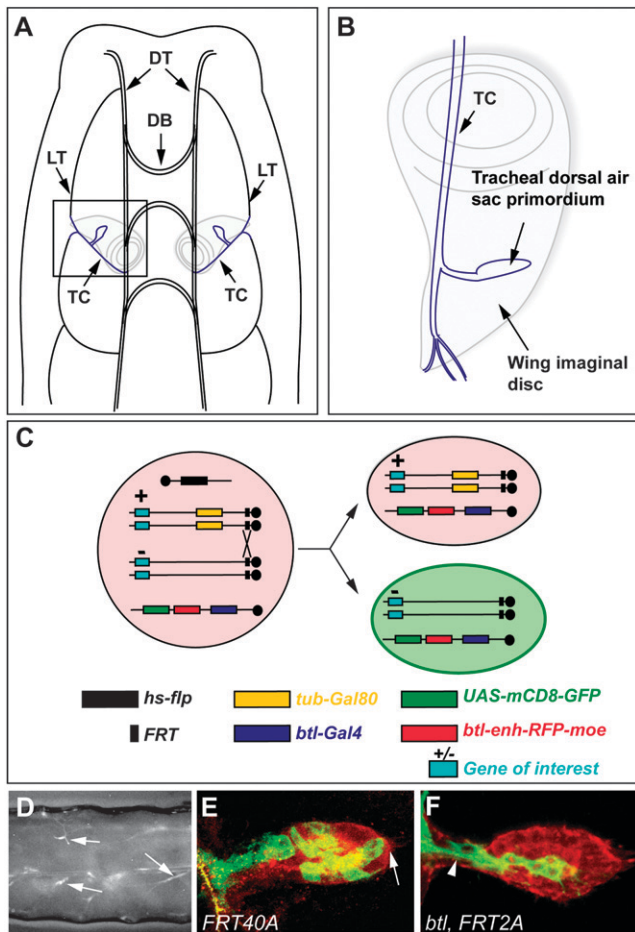 A
DT
DB
LT
LT
TC
TC
B
TC
Tracheal dorsal air
sac primordium
Wing imaginal
disc
C
+
-
+
-
hs-flp
tub-Gal80
UAS-mCD8-GFP
FRT
btl-Gal4
btl-enh-RFP-moe
+/-
Gene of interest
D
E
FRT40A
F
btl, FRT2A